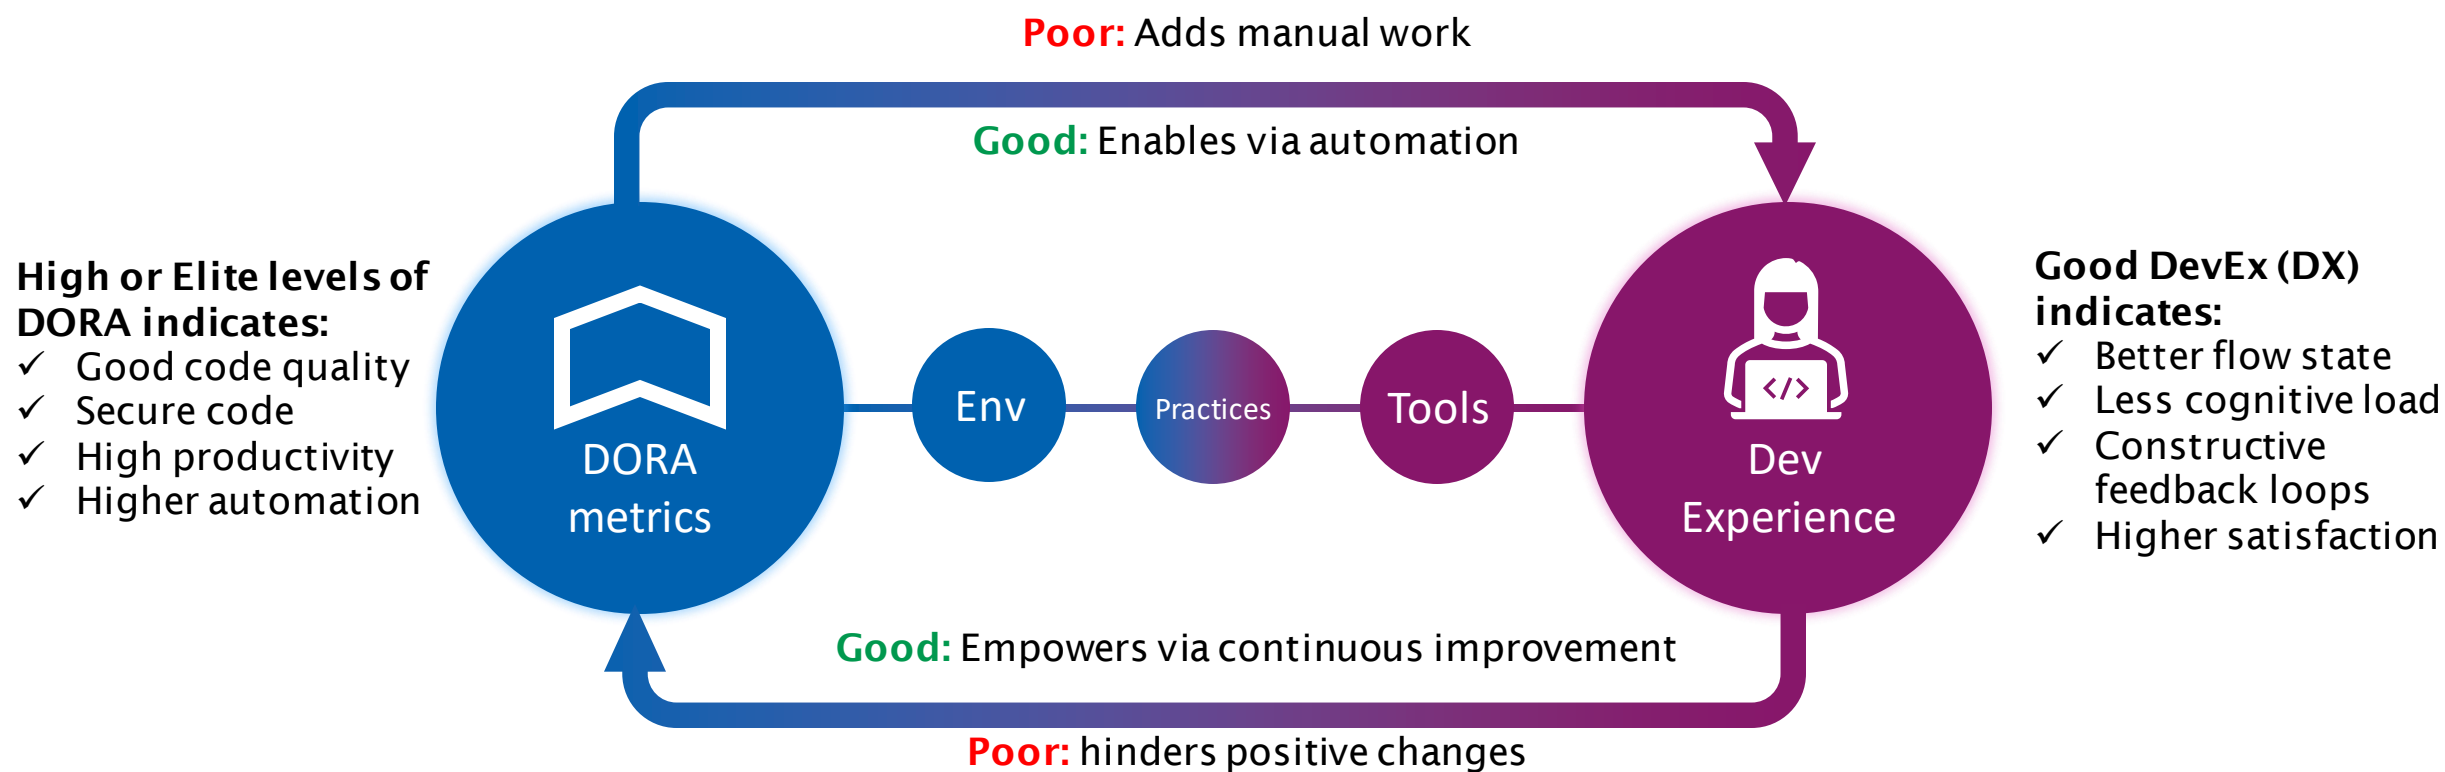 Poor: Adds manual work
Good: Enables via automation
High or Elite levels of
DORA indicates:
✓ Good code quality
✓ Secure code
✓ High productivity
✓ Higher automation
DORA
metrics
Env
Practices
Tools
</>
Dev
Experience
Good DevEx (DX)
indicates:
✓ Better flow state
✓ Less cognitive load
✓ Constructive
feedback loops
✓ Higher satisfaction
Good: Empowers via continuous improvement
Poor: hinders positive changes